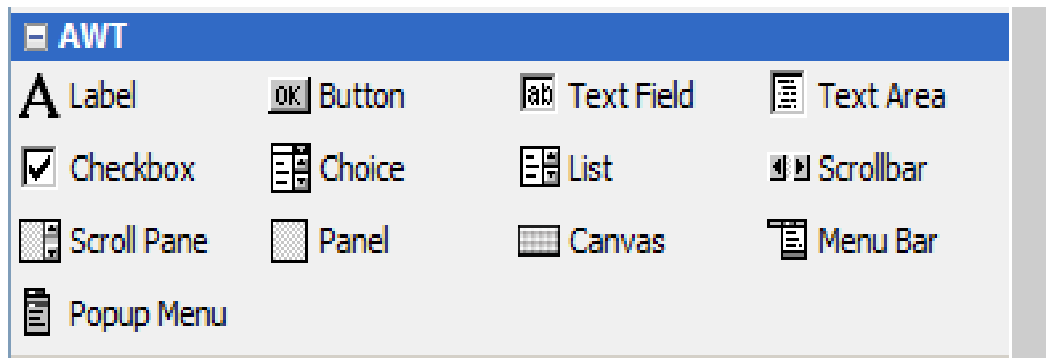 AWT
Label Button Text Field Text Area
Checkbox Choice List Scrollbar
Scroll Pane Panel Canvas Menu Bar
Popup Menu